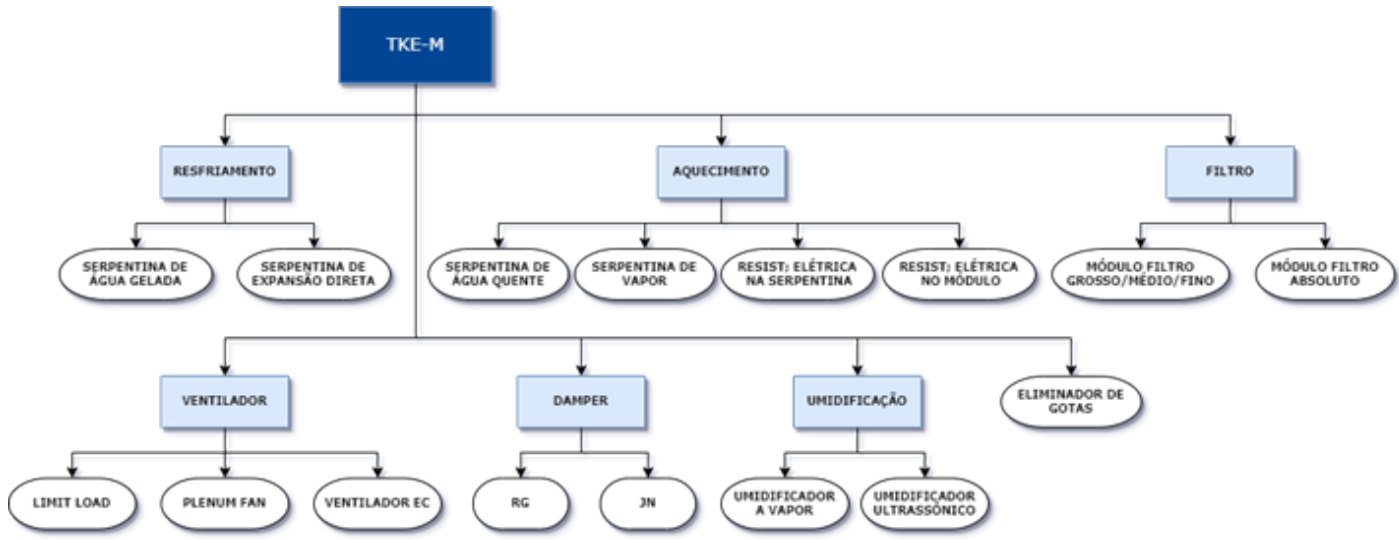 TKE-M
RESFRIAMENTO
AQUECIMENTO
FILTRO
SERPENTINA DE
ÁGUA GELADA
SERPENTINA DE
EXPANSÃO DIRETA
SERPENTINA DE
ÁGUA QUENTE
SERPENTINA DE
VAPOR
RESIST; ELÉTRICA
NA SERPENTINA
RESIST; ELÉTRICA
NO MÓDULO
MÓDULO FILTRO
GROSSO/MÉDIO/FINO
MÓDULO FILTRO
ABSOLUTO
VENTILADOR
DAMPER
UMIDIFICAÇÃO
ELIMINADOR DE
GOTAS
LIMIT LOAD
PLENUM FAN
VENTILADOR EC
RG
JN
UMIDIFICADOR
A VAPOR
UMIDIFICADOR
ULTRASSÔNICO